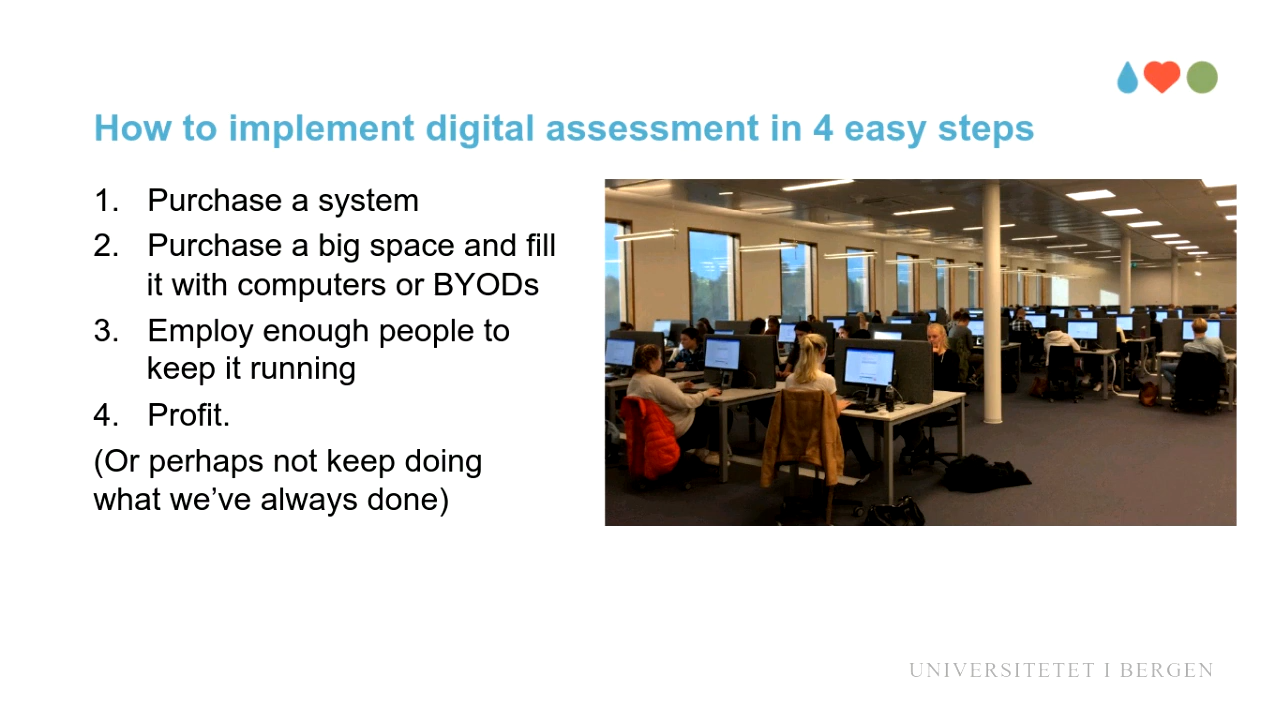 How to implement digital assessment in 4 easy steps
1. Purchase a system
2. Purchase a big space and fill
it with computers or BYODs
3. Employ enough people to
keep it running
4. Profit.
(Or perhaps not keep doing
what we’ve always done)
UNIVERSITETET I BERGEN